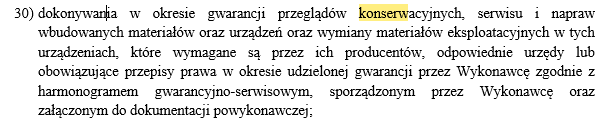 30) dokonywania w okresie gwarancji przeglądów konserwacyjnych, serwisu i napraw
wbudowanych materiałów oraz urządzeń oraz wymiany materiałów eksploatacyjnych w tych
urządzeniach, które wymagane są przez ich producentów, odpowiednie urzędy lub
obowiązujące przepisy prawa w okresie udzielonej gwarancji przez Wykonawcę zgodnie z
harmonogramem gwarancyjno-serwisowym, sporządzonym przez Wykonawcę oraz
załączonym do dokumentacji powykonawczej;